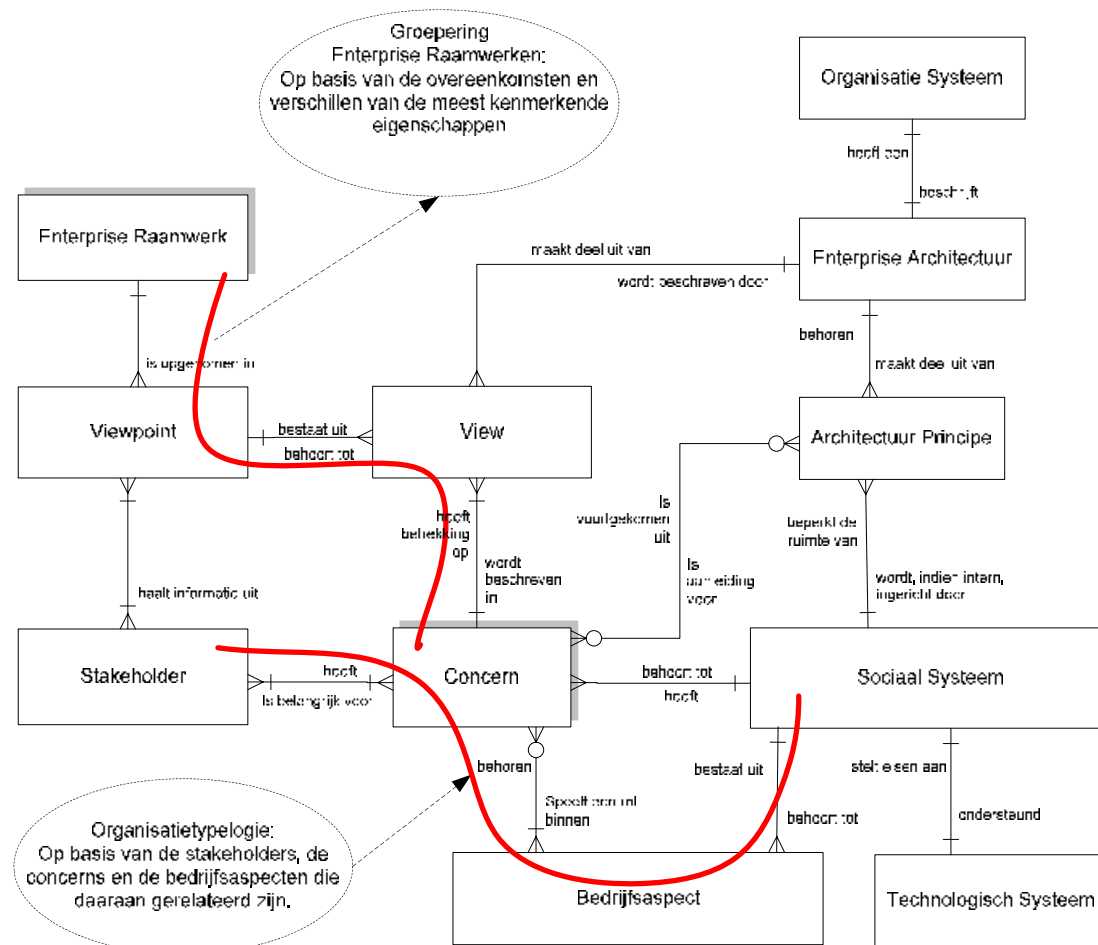 Groepering
Enterprise Raamwerken:
Op basis van de overeenkomsten en
verschillen van de meest kenmerkende
eigenschappen
Organisatie Systeem
heeft een
beschrijft
Enterprise Raamwerk
maakt deel uit van
wordt beschreven door
Enterprise Architectuur
behoren
maakt deel uit van
is opgenomen in
Viewpoint
bestaat uit
behoort tot
View
Architectuur Principe
heeft
betrekking
op
wordt
beschreven
in
Is
voortgekomen
uit
Is
aanleiding
voor
beperkt de
ruimte van
wordt, indien intern,
ingericht door
haalt informatie uit
Stakeholder
heeft
Is belangrijk voor
Concern
behoort tot
heeft
Sociaal Systeem
behoren
Speelt een rol
binnen
bestaat uit
behoort tot
stelt eisen aan
ondersteund
Organisatietypelogie:
Op basis van de stakeholders, de
concerns en de bedrijfsaspecten die
daaraan gerelateerd zijn.
Bedrijfsaspect
Technologisch Systeem